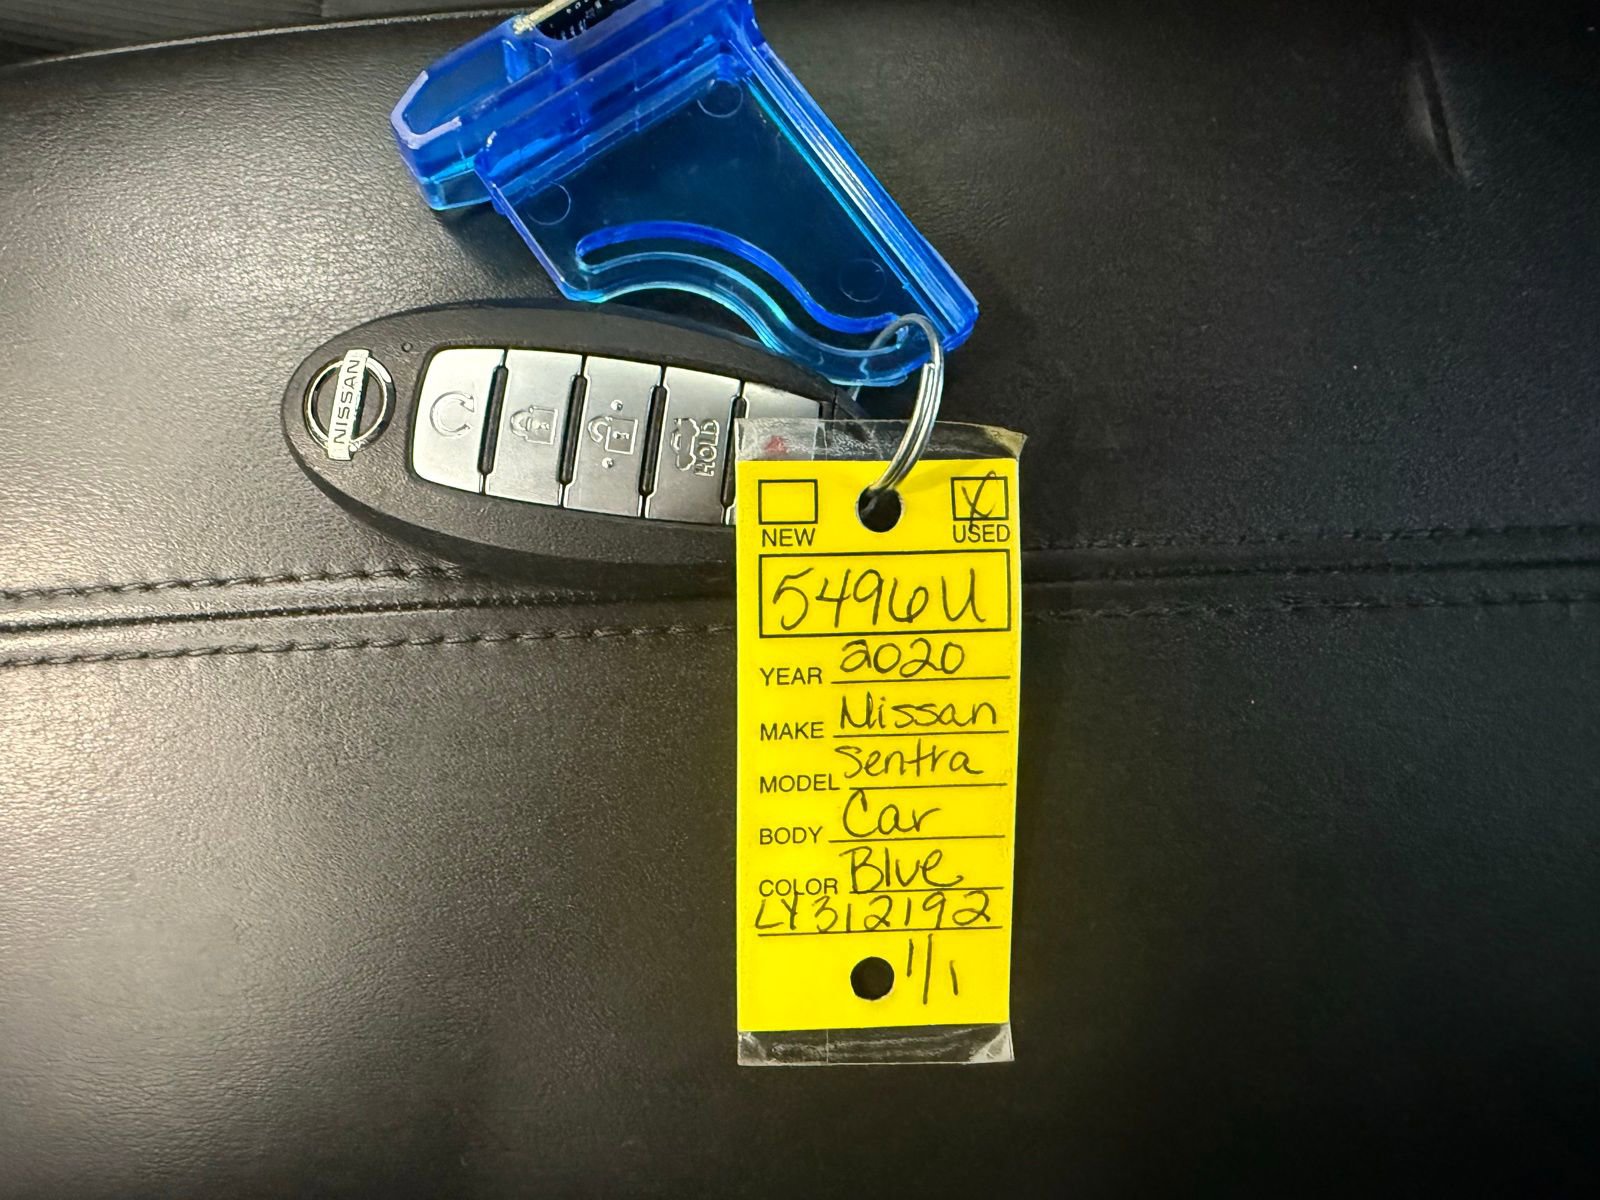 NISSAN
HOLD
NEW
X
USED
5496U
YEAR 2020
MAKE Nissan
MODEL Sentra
BODY Car
COLOR Blue
LY312192
1/1